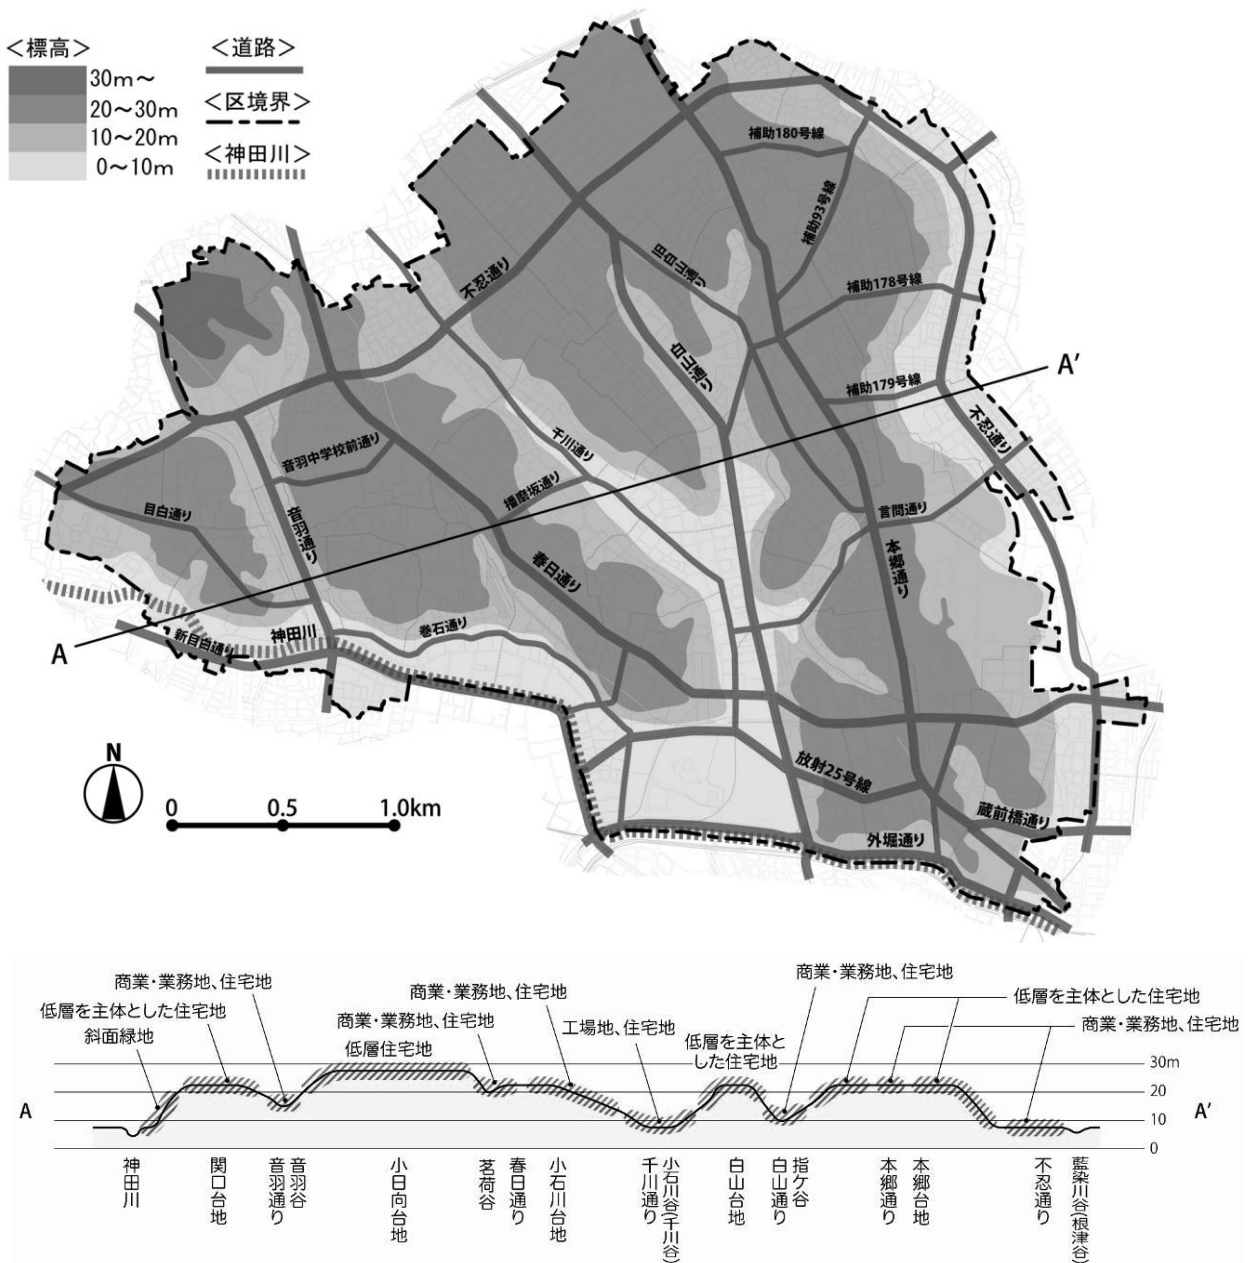 ＜標高＞
30m～
20～30m
10～20m
0～10m
＜道路＞
＜区境界＞
＜神田川＞
補助180号線
補助93号線
旧白山通り
不忍通り
補助178号線
白山通り
補助179号線
A'
不忍通り
千川通り
音羽中学校前通り
播磨坂通り
言問通り
目白通り
音羽通り
本郷通り
春日通り
A
新目白通り
神田川
巻石通り
放射25号線
蔵前橋通り
外堀通り
N
0 0.5 1.0km
商業・業務地、住宅地
低層を主体とした住宅地
斜面緑地
商業・業務地、住宅地
商業・業務地、住宅地
低層住宅地
工場地、住宅地
商業・業務地、住宅地
低層を主体と
した住宅地
低層を主体とした住宅地
商業・業務地、住宅地
30m
20
10
0
A
A'
神田川
関口台地
音羽通り
音羽谷
小日向台地
茗荷谷
春日通り
小石川台地
千川通り
小石川谷(千川谷)
白山台地
白山通り
指ケ谷
本郷通り
本郷台地
不忍通り
藍染川谷(根津谷)